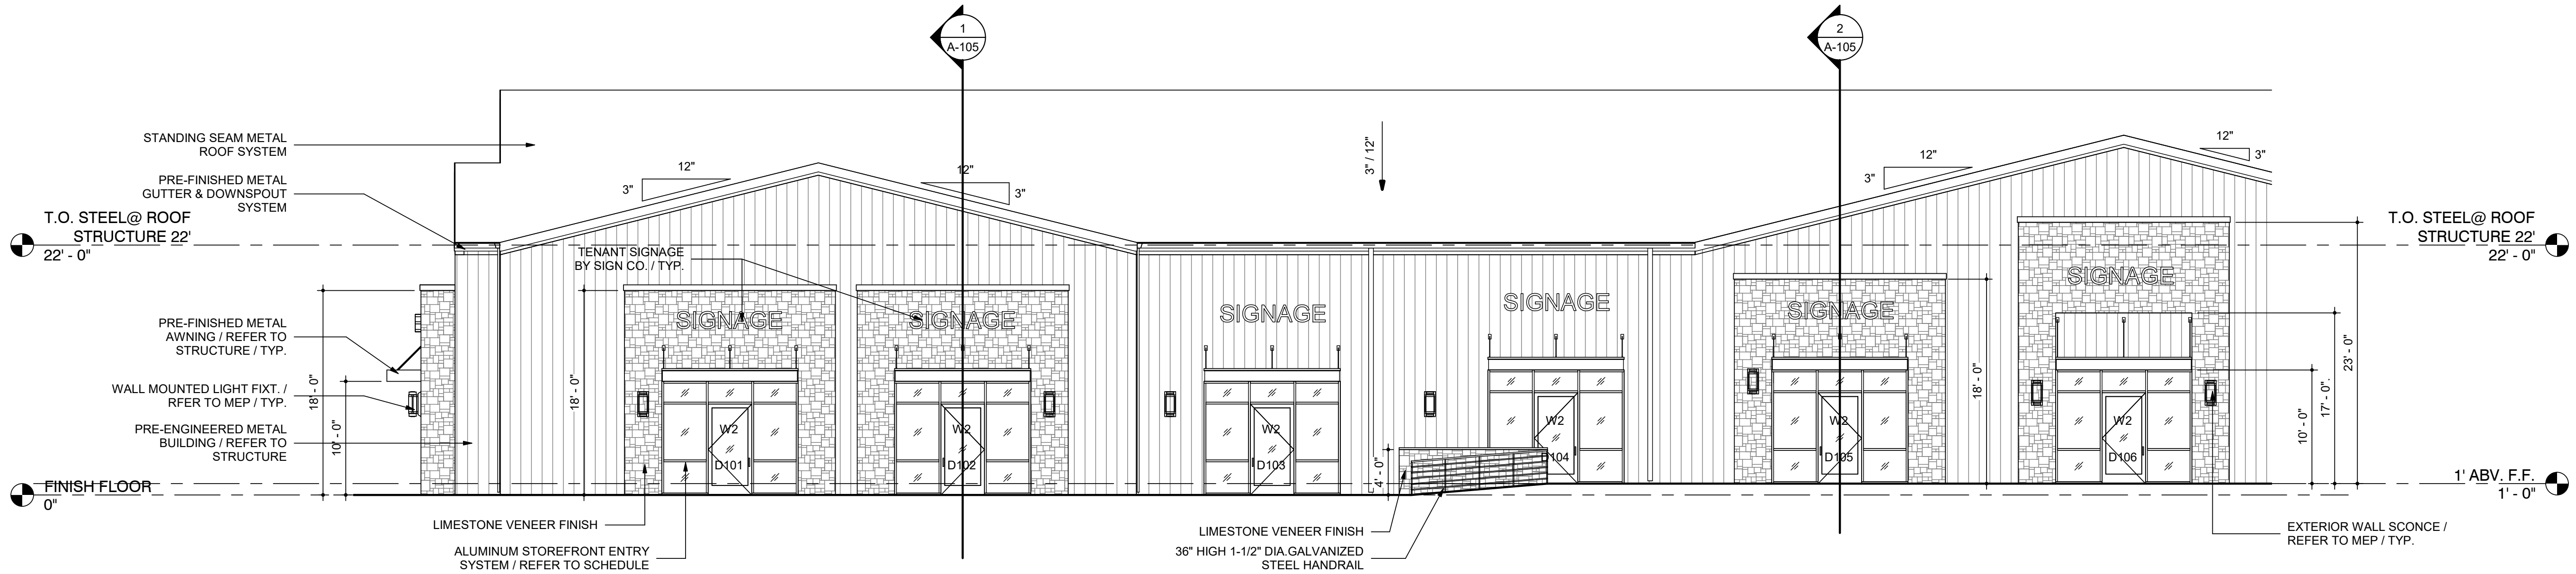 1
A-105
2
A-105
STANDING SEAM METAL
ROOF SYSTEM
PRE-FINISHED METAL
GUTTER & DOWNSPOUT
SYSTEM
T.O. STEEL@ ROOF
STRUCTURE 22'
22' - 0"
PRE-FINISHED METAL
AWNING / REFER TO
STRUCTURE / TYP.
WALL MOUNTED LIGHT FIXT. /
RFER TO MEP / TYP.
PRE-ENGINEERED METAL
BUILDING / REFER TO
STRUCTURE
FINISH FLOOR
0"
18' - 0"
10' - 0"
18' - 0"
12"
3"
12"
3"
TENANT SIGNAGE
BY SIGN CO. / TYP.
3" / 12"
12"
3"
12"
3"
SIGNAGE
SIGNAGE
SIGNAGE
SIGNAGE
SIGNAGE
SIGNAGE
W2
D101
W2
D102
W2
D103
W2
D104
W2
D105
W2
D106
4' - 0"
18' - 0"
10' - 0"
17' - 0".
23' - 0"
T.O. STEEL@ ROOF
STRUCTURE 22'
22' - 0"
1' ABV. F.F.
1' - 0"
LIMESTONE VENEER FINISH
ALUMINUM STOREFRONT ENTRY
SYSTEM / REFER TO SCHEDULE
LIMESTONE VENEER FINISH
36" HIGH 1-1/2" DIA.GALVANIZED
STEEL HANDRAIL
EXTERIOR WALL SCONCE /
REFER TO MEP / TYP.